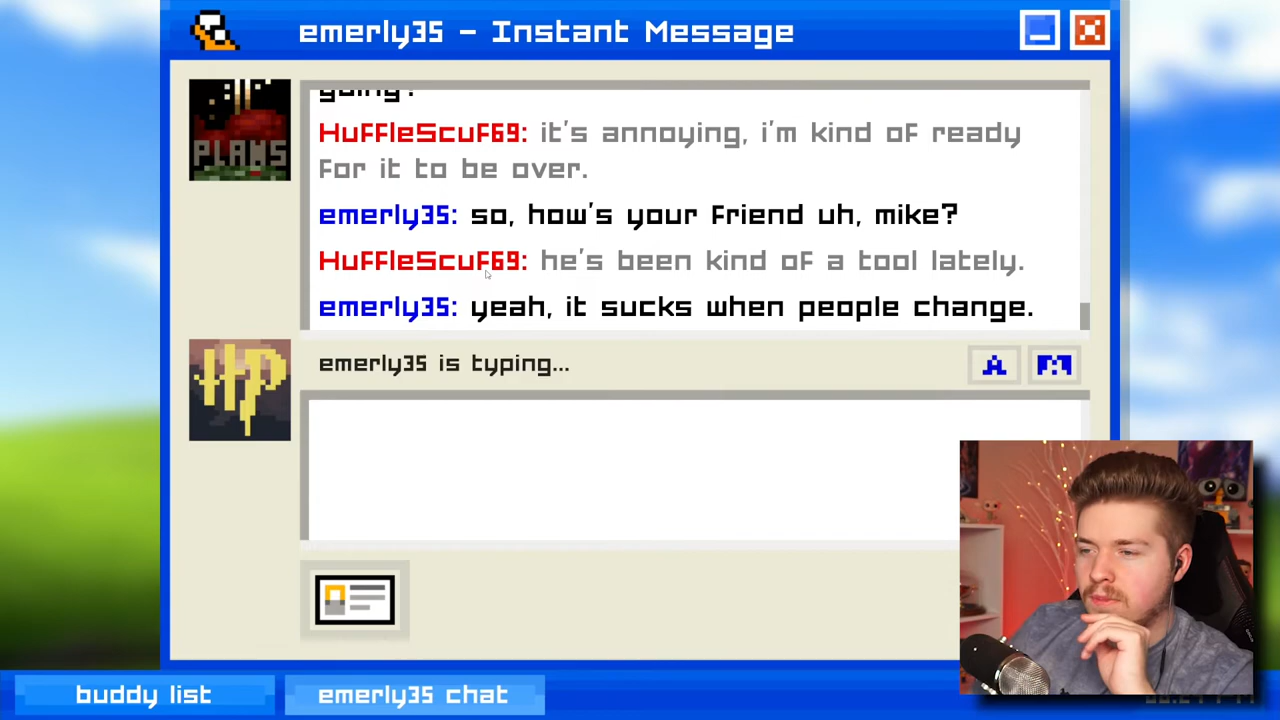 emerly35 - Instant Message
going?
HuffleScuf69: it's annoying, i'm kind of ready
for it to be over.
emerly35: so, how's your friend uh, mike?
HuffleScuf69: he's been kind of a tool lately.
emerly35: yeah, it sucks when people change.
PLANS
HP
emerly35 is typing...
A
A
buddy list
emerly35 chat